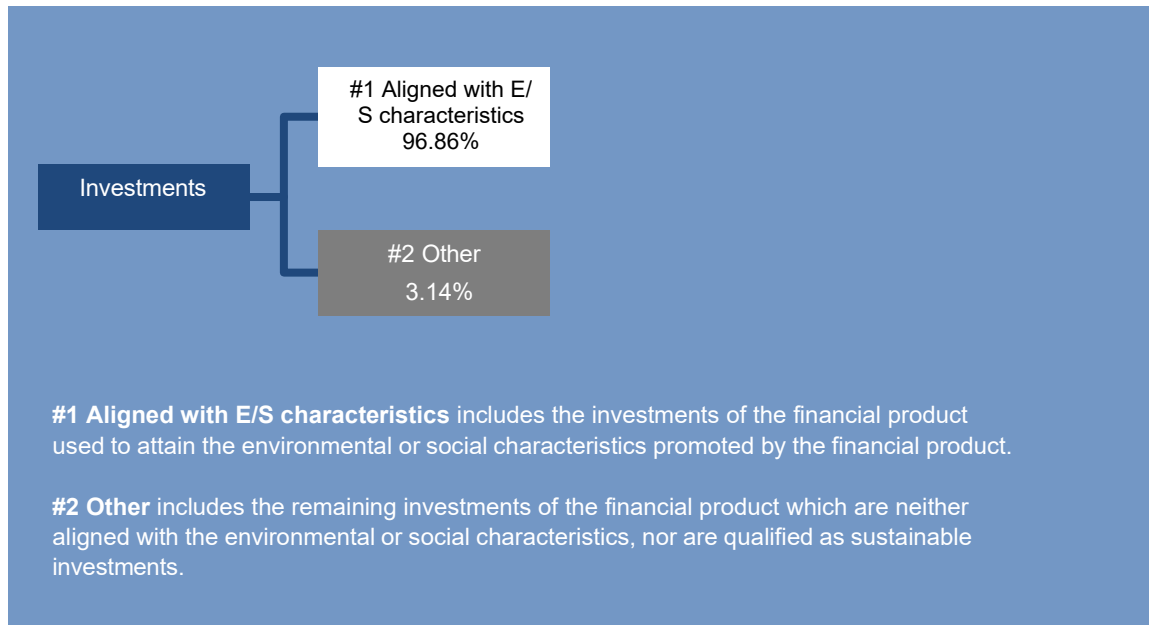 #1 Aligned with E/
S characteristics
96.86%
Investments
#2 Other
3.14%
#1 Aligned with E/S characteristics includes the investments of the financial product
used to attain the environmental or social characteristics promoted by the financial product.
#2 Other includes the remaining investments of the financial product which are neither
aligned with the environmental or social characteristics, nor are qualified as sustainable
investments.